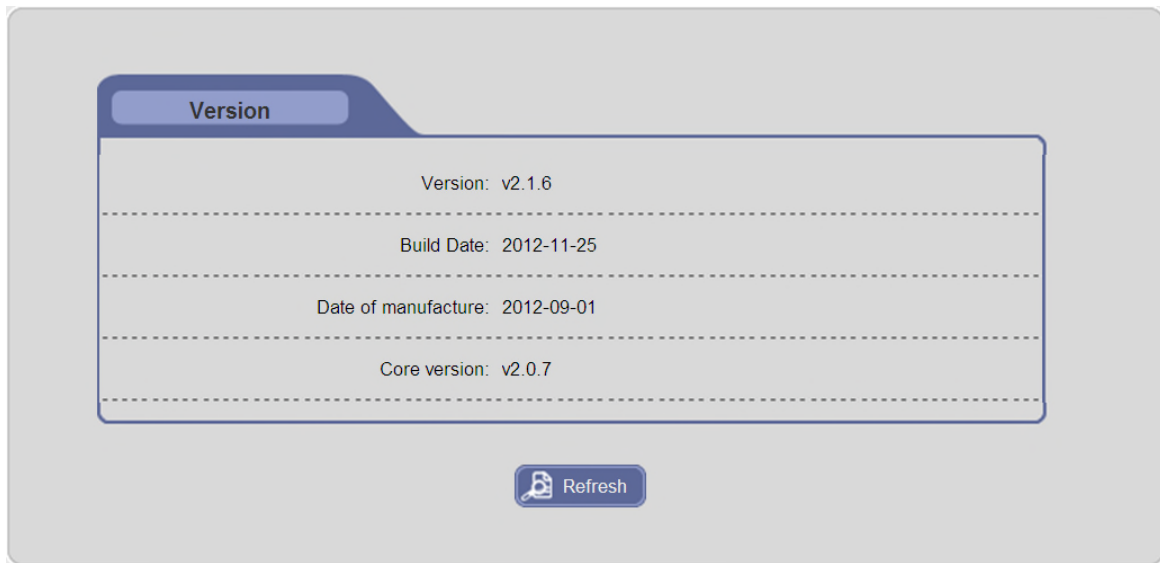 Version
Version: v2.1.6
Build Date: 2012-11-25
Date of manufacture: 2012-09-01
Core version: v2.0.7
Refresh